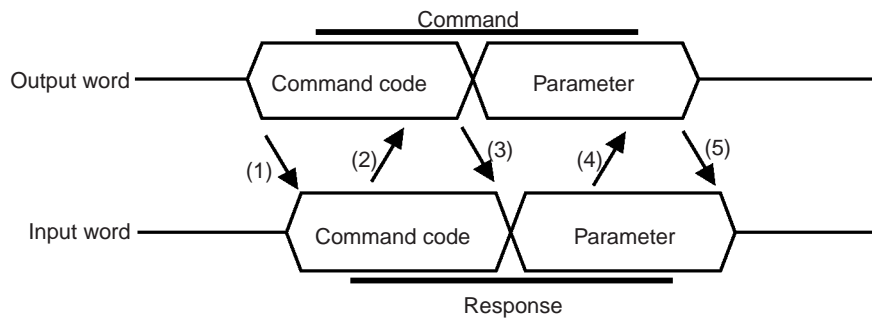 Command
Output word
Command code
Parameter
(1)
(2)
(3)
(4)
(5)
Input word
Command code
Parameter
Response